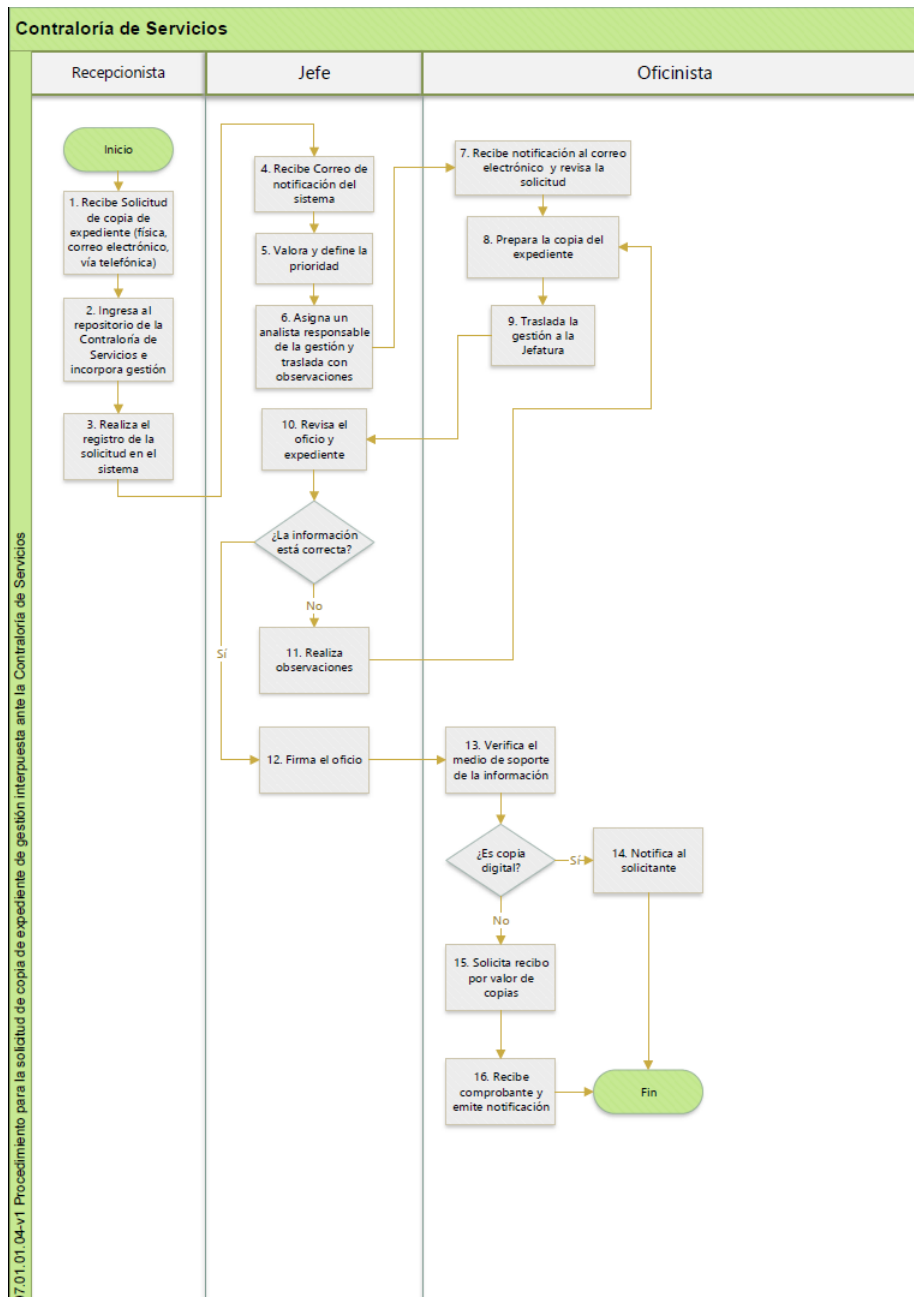 Contraloría de Servicios
Recepcionista
Jefe
Oficinista
Inicio
1. Recibe Solicitud
de copia de
expediente (física,
correo electrónico,
vía telefónica)
2. Ingresa al
repositorio de la
Contraloría de
Servicios e
incorpora gestión
3. Realiza el
registro de la
solicitud en el
sistema
4. Recibe Correo de
notificación del
sistema
5. Valora y define la
prioridad
6. Asigna un
analista responsable
de la gestión y
traslada con
observaciones
7. Recibe notificación al correo
electrónico y revisa la
solicitud
8. Prepara la copia del
expediente
9. Traslada la
gestión a la
Jefatura
10. Revisa el
oficio y
expediente
¿La información
está correcta?
No
Sí
11. Realiza
observaciones
12. Firma el oficio
13. Verifica el
medio de soporte
de la información
¿Es copia
digital?
Sí
14. Notifica al
solicitante
No
15. Solicita recibo
por valor de
copias
16. Recibe
comprobante y
emite notificación
Fin
07.01.01.04-v1 Procedimiento para la solicitud de copia de expediente de gestión interpuesta ante la Contraloría de Servicios